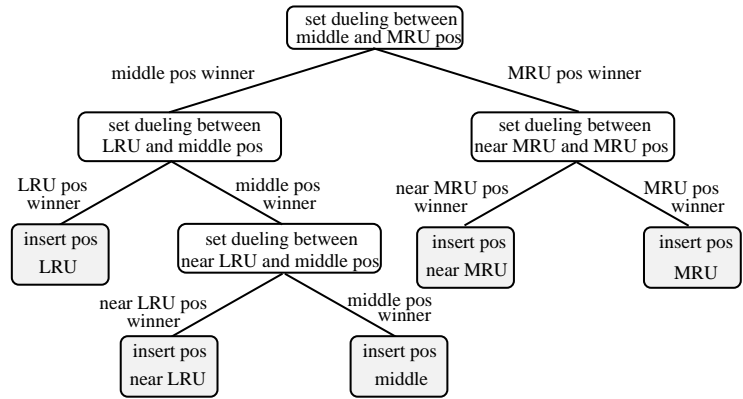 set dueling between
middle and MRU pos
middle pos winner
MRU pos winner
set dueling between
LRU and middle pos
set dueling between
near MRU and MRU pos
LRU pos
winner
middle pos
winner
near MRU pos
winner
MRU pos
winner
insert pos
LRU
set dueling between
near LRU and middle pos
insert pos
near MRU
insert pos
MRU
near LRU pos
winner
middle pos
winner
insert pos
near LRU
insert pos
middle